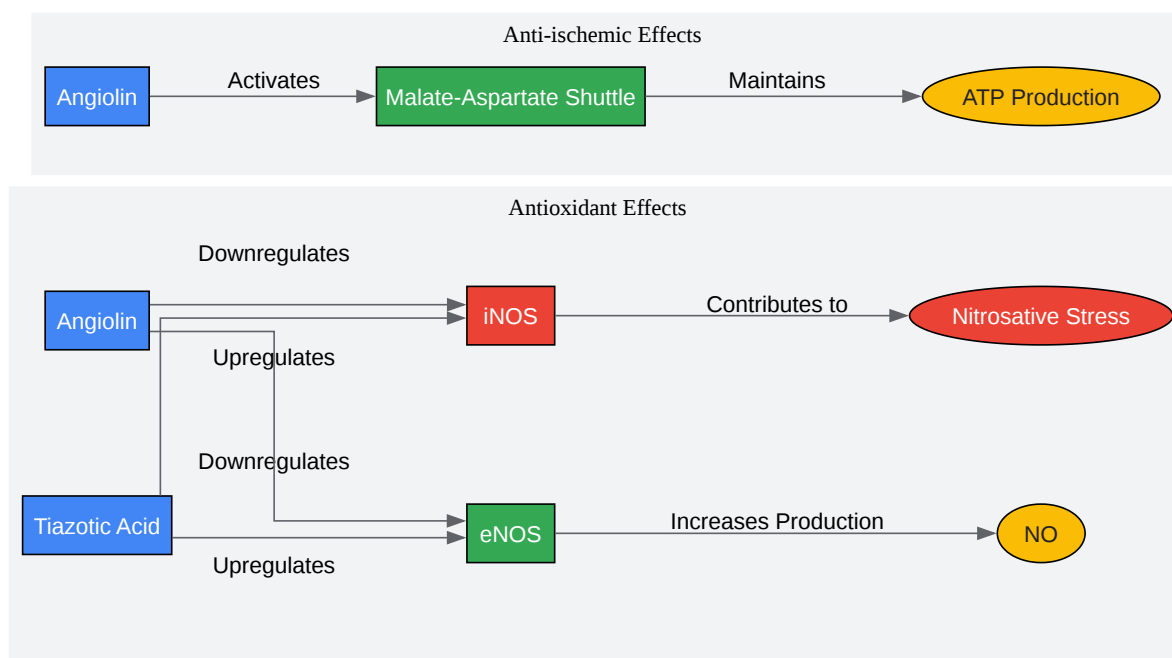 Anti-ischemic Effects
Angiolin
Activates
Malate-Aspartate Shuttle
Maintains
ATP Production
Antioxidant Effects
Downregulates
Angiolin
iNOS
Contributes to
Nitrosative Stress
Upregulates
Downregulates
Tiazotic Acid
eNOS
Increases Production
NO
Upregulates